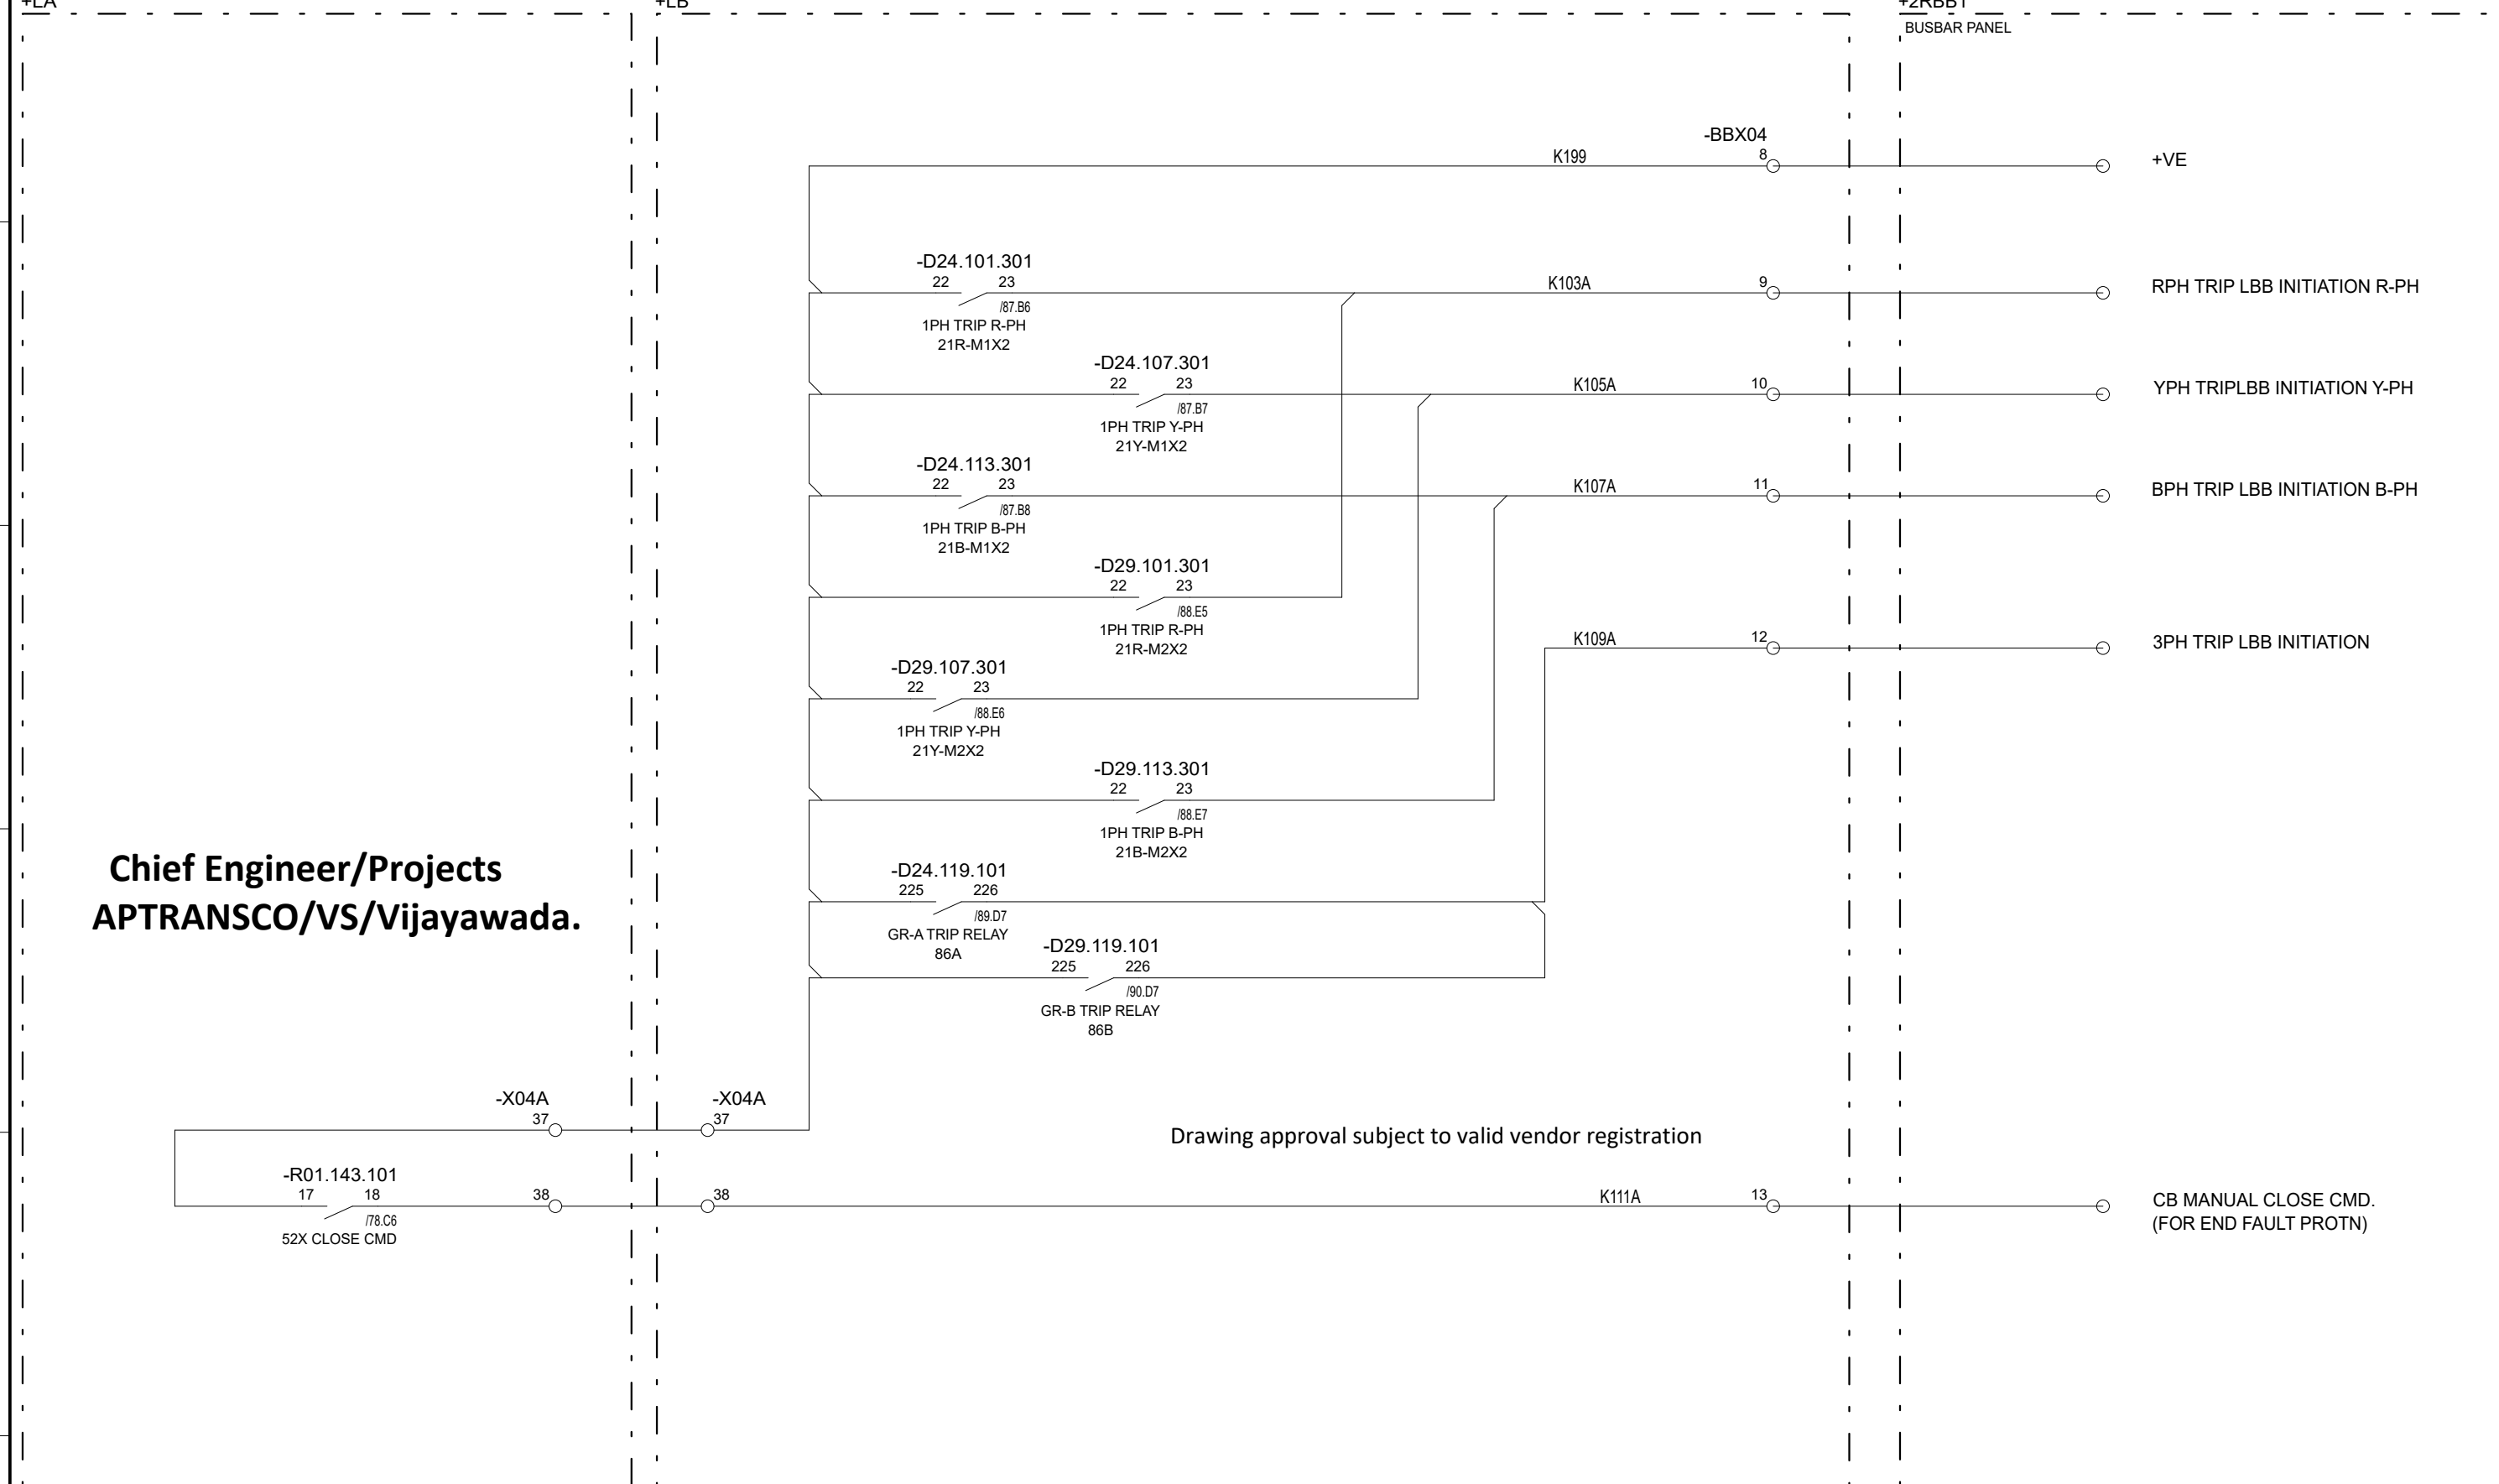 +LA
+LB
+2RBB1
BUSBAR PANEL
-BBX04
K199
8
+VE
-D24.101.301
22
23
K103A
9
RPH TRIP LBB INITIATION R-PH
/87.B6
1PH TRIP R-PH
21R-M1X2
-D24.107.301
22
23
K105A
10
YPH TRIPLBB INITIATION Y-PH
/87.B7
1PH TRIP Y-PH
21Y-M1X2
-D24.113.301
22
23
K107A
11
BPH TRIP LBB INITIATION B-PH
/87.B8
1PH TRIP B-PH
21B-M1X2
-D29.101.301
22
23
/88.E5
1PH TRIP R-PH
21R-M2X2
K109A
12
3PH TRIP LBB INITIATION
-D29.107.301
22
23
/88.E6
1PH TRIP Y-PH
21Y-M2X2
-D29.113.301
22
23
/88.E7
1PH TRIP B-PH
21B-M2X2
Chief Engineer/Projects
APTRANSCO/VS/Vijayawada.
-D24.119.101
225
226
/89.D7
GR-A TRIP RELAY
86A
-D29.119.101
225
226
/90.D7
GR-B TRIP RELAY
86B
-X04A
37
-X04A
37
Drawing approval subject to valid vendor registration
-R01.143.101
17
18
38
38
K111A
13
CB MANUAL CLOSE CMD.
(FOR END FAULT PROTN)
/78.C6
52X CLOSE CMD